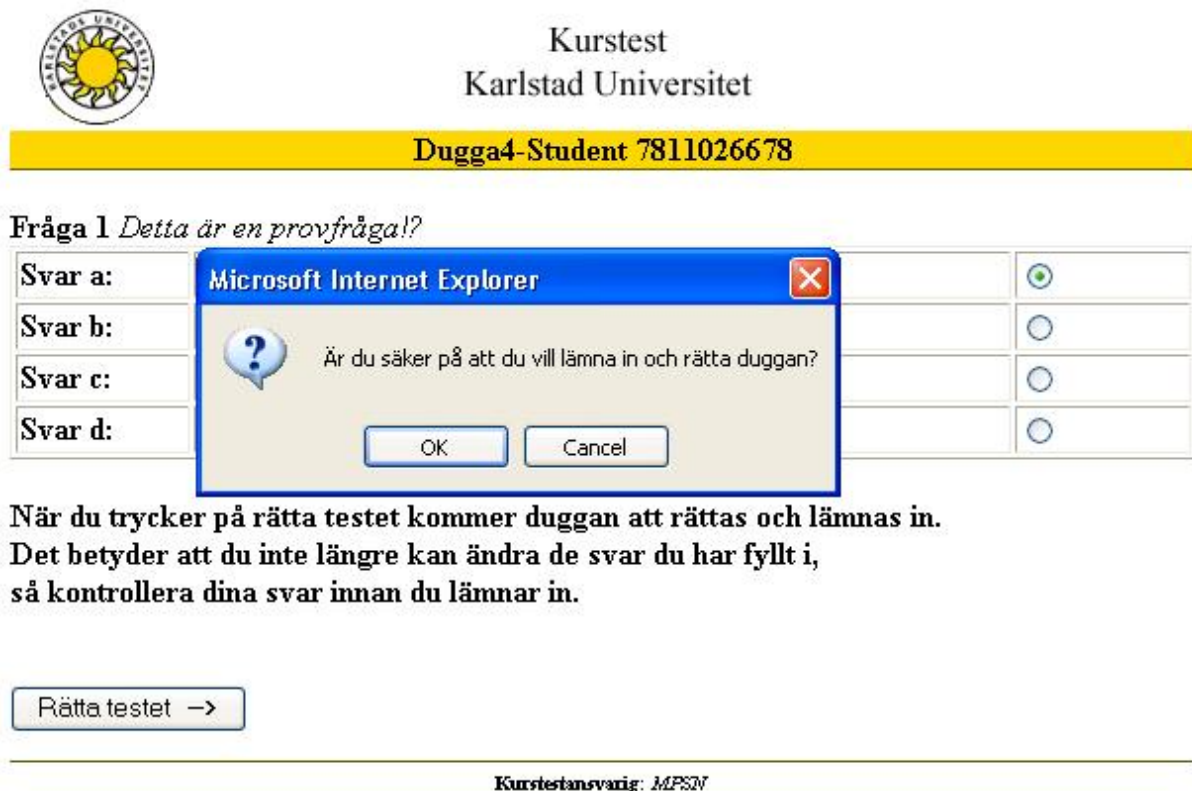 KARLSTADS UNIVERSITET
Kurstest
Karlstad Universitet
Dugga4-Student 7811026678
Fråga 1 Detta är en provfråga!?
Svar a:
Svar b:
Svar c:
Svar d:
Microsoft Internet Explorer
?
Är du säker på att du vill lämna in och rätta duggan?
OK Cancel
När du trycker på rätta testet kommer duggan att rättas och lämnas in.
Det betyder att du inte längre kan ändra de svar du har fyllt i,
så kontrollera dina svar innan du lämnar in.
Rätta testet -->
Kurstestansvarig: MPSN